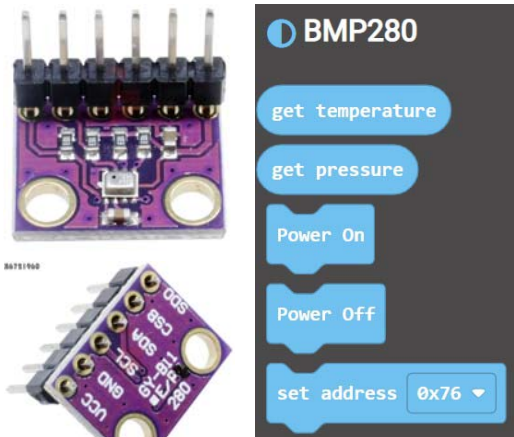 BMP280
get temperature
get pressure
Power On
Power Off
set address 0x76
SDO
CSB
SDA
SCL
GND
VCC
280